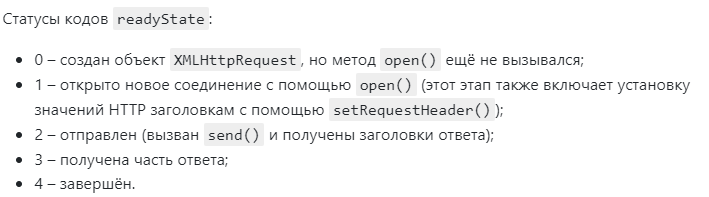 Статусы кодов readyState:
• 0 – создан объект XMLHttpRequest, но метод open() ещё не вызывался;
• 1 – открыто новое соединение с помощью open() (этот этап также включает установку
значений HTTP заголовкам с помощью setRequestHeader());
• 2 – отправлен (вызван send() и получены заголовки ответа);
• 3 – получена часть ответа;
• 4 – завершён.